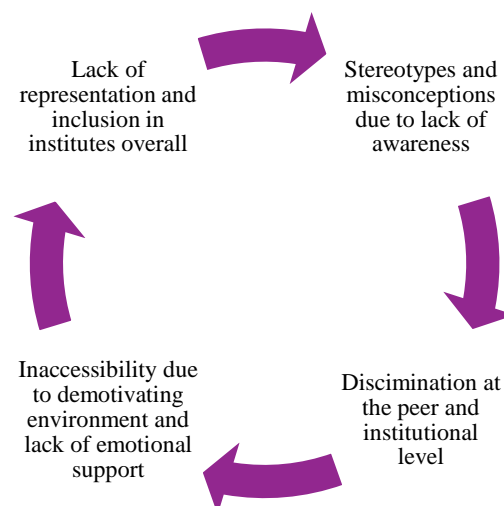 Lack of
representation and
inclusion in
institutes overall
Stereotypes and
misconceptions
due to lack of
awareness
Discimination at
the peer and
institutional
level
Inaccessibility due
to demotivating
environment and
lack of emotional
support